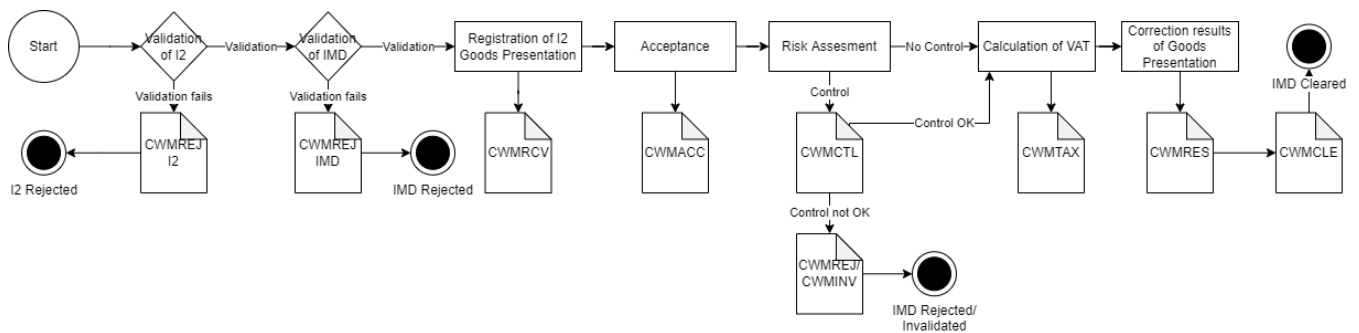 Start
Validation
of I2
Validation
Validation
of IMD
Validation
Registration of I2
Goods Presentation
Acceptance
Risk Assesment
No Control
Calculation of VAT
Correction results
of Goods
Presentation
IMD Cleared
Validation fails
Validation fails
Control
Control OK
I2 Rejected
CWMREJ
I2
CWMREJ
IMD
IMD Rejected
CWMRCV
CWMACC
CWMCTL
CWMTAX
CWMRES
CWMCLE
Control not OK
CWMREJ/
CWMINV
IMD Rejected/
Invalidated